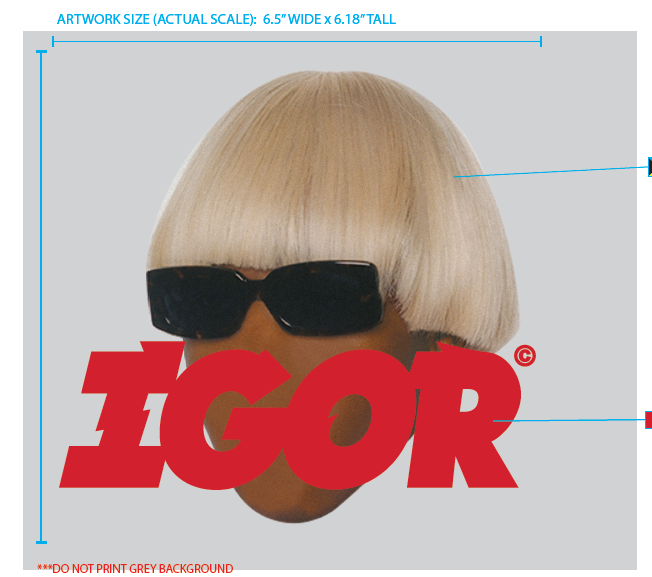 ARTWORK SIZE (ACTUAL SCALE): 6.5" WIDE x 6.18" TALL
IGOR©
***DO NOT PRINT GREY BACKGROUND